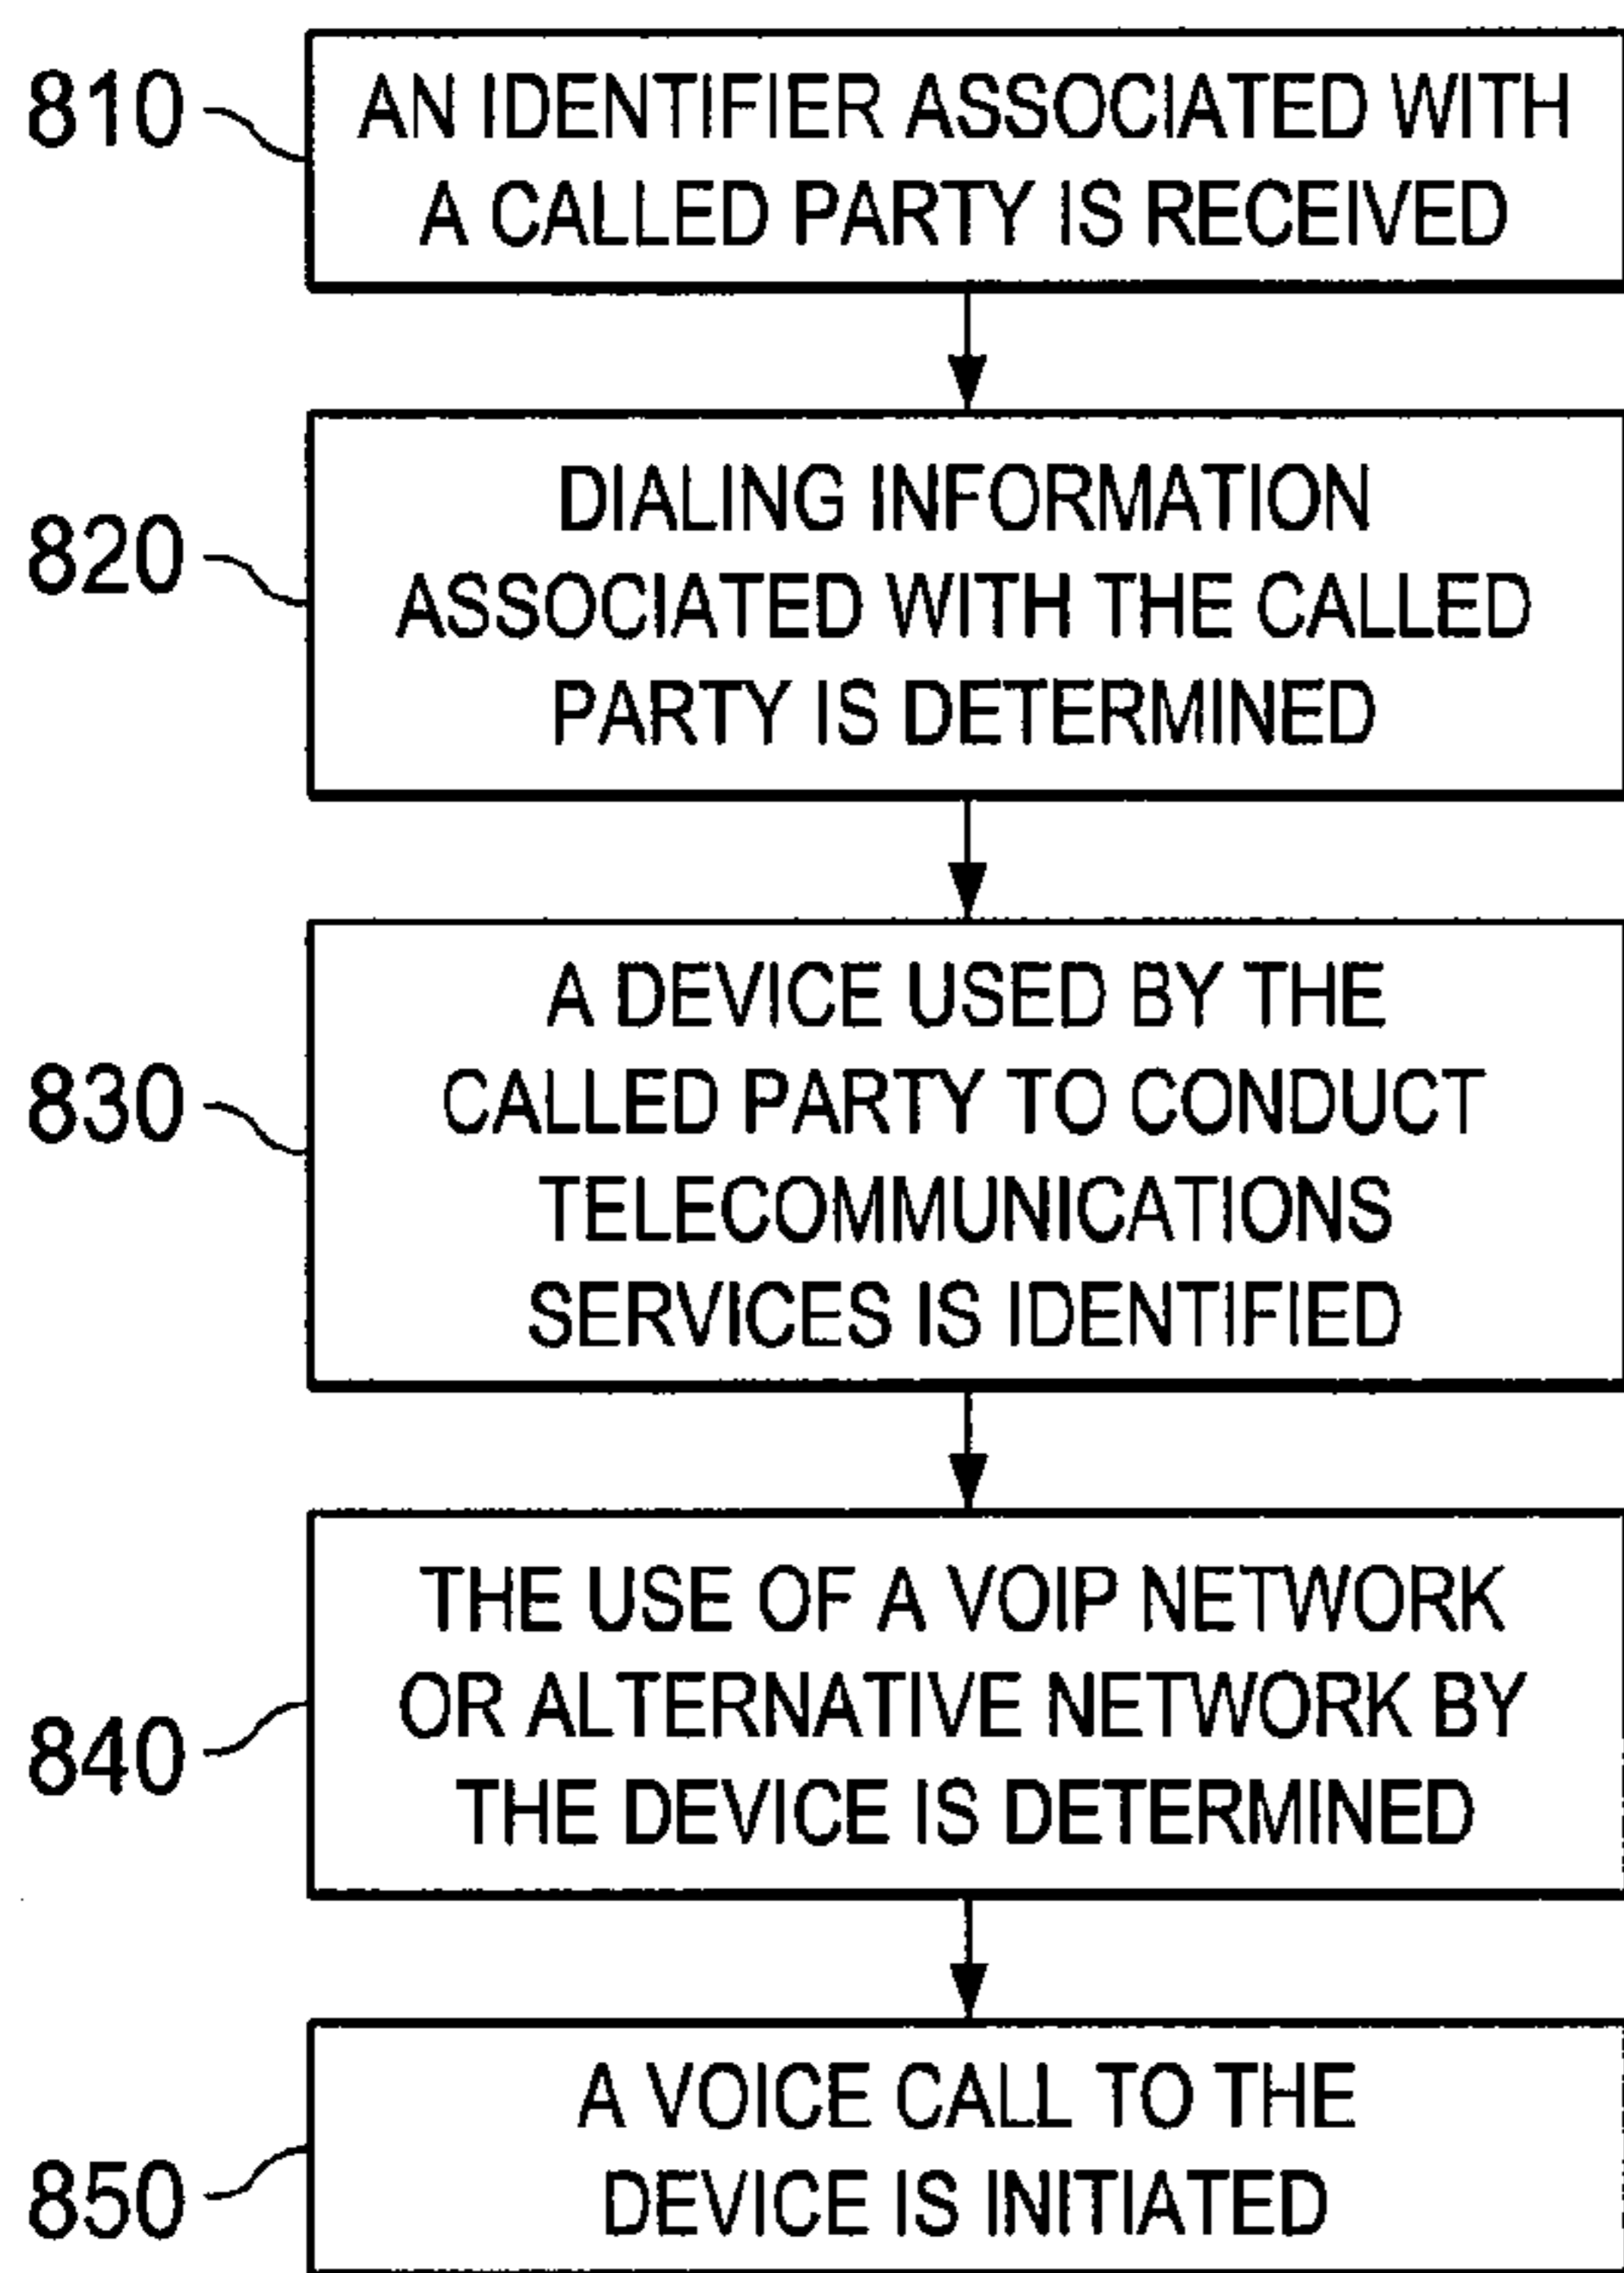 810
AN IDENTIFIER ASSOCIATED WITH
A CALLED PARTY IS RECEIVED
820
DIALING INFORMATION
ASSOCIATED WITH THE CALLED
PARTY IS DETERMINED
830
A DEVICE USED BY THE
CALLED PARTY TO CONDUCT
TELECOMMUNICATIONS
SERVICES IS IDENTIFIED
840
THE USE OF A VOIP NETWORK
OR ALTERNATIVE NETWORK BY
THE DEVICE IS DETERMINED
850
A VOICE CALL TO THE
DEVICE IS INITIATED